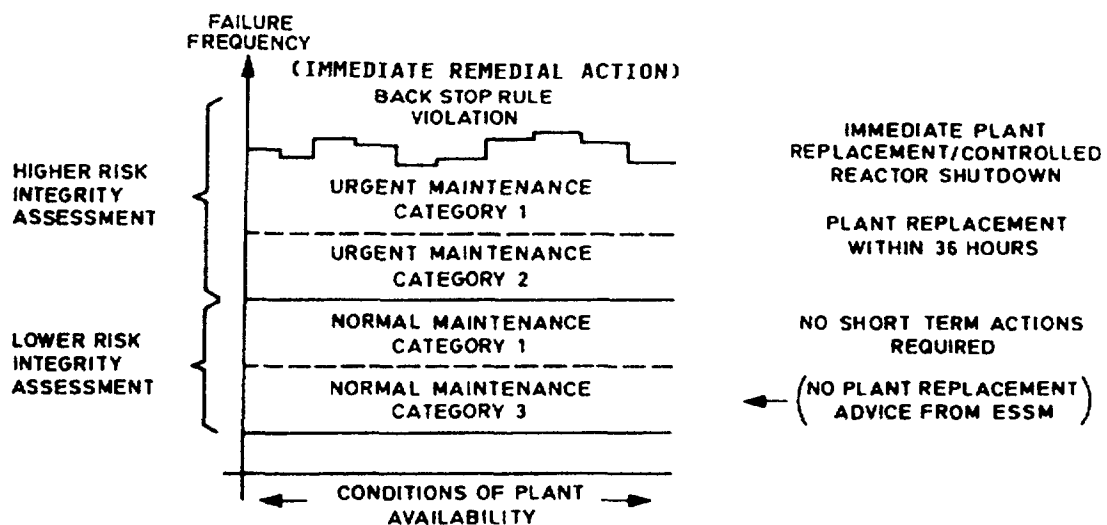 FAILURE
FREQUENCY
(IMMEDIATE REMEDIAL ACTION)
BACK STOP RULE
VIOLATION
HIGHER RISK
INTEGRITY
ASSESSMENT
URGENT MAINTENANCE
CATEGORY 1
URGENT MAINTENANCE
CATEGORY 2
LOWER RISK
INTEGRITY
ASSESSMENT
NORMAL MAINTENANCE
CATEGORY 1
NORMAL MAINTENANCE
CATEGORY 3
IMMEDIATE PLANT
REPLACEMENT/CONTROLLED
REACTOR SHUTDOWN
PLANT REPLACEMENT
WITHIN 36 HOURS
NO SHORT TERM ACTIONS
REQUIRED
(NO PLANT REPLACEMENT
ADVICE FROM ESSM)
CONDITIONS OF PLANT
AVAILABILITY